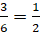 3/6 = 1/2